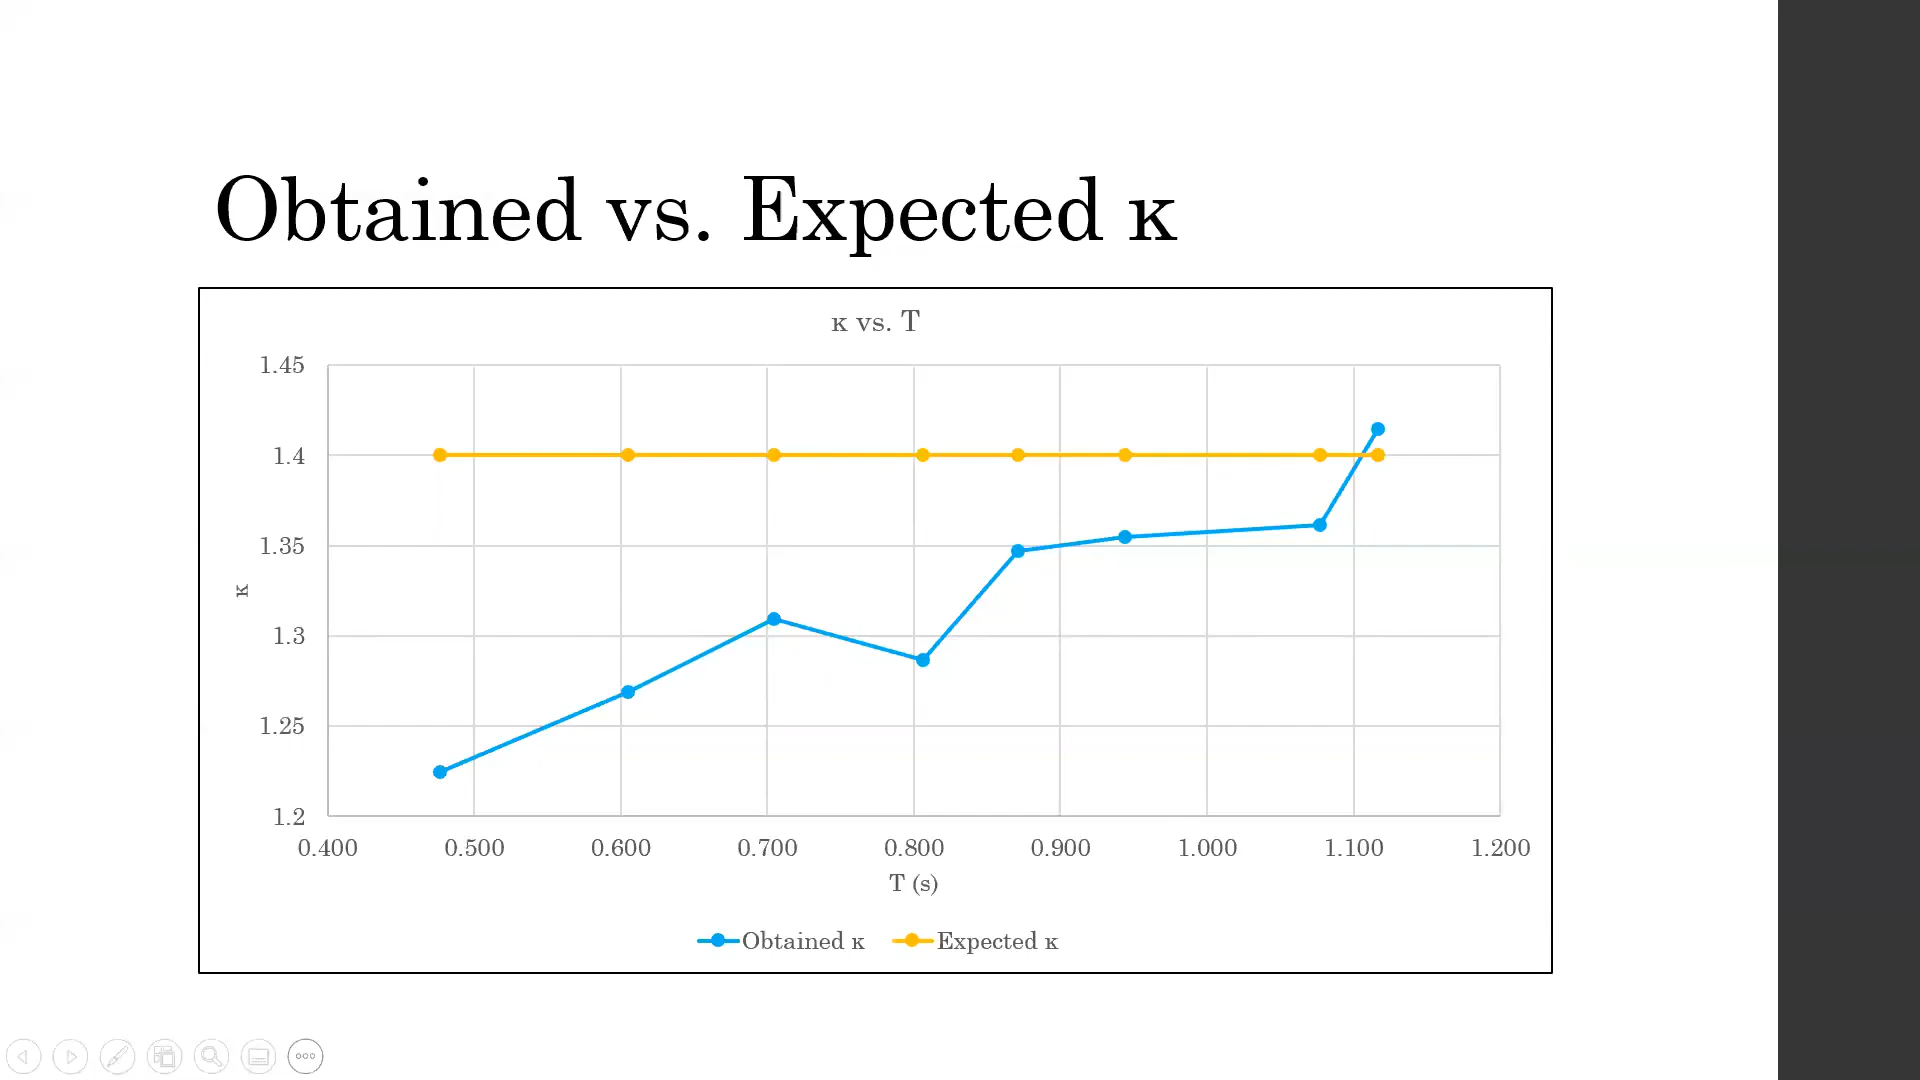 Obtained vs. Expected κ
κ vs. T
1.45
1.4
1.35
1.3
1.25
1.2
κ
0.400 0.500 0.600 0.700 0.800 0.900 1.000 1.100 1.200
T (s)
Obtained κ Expected κ